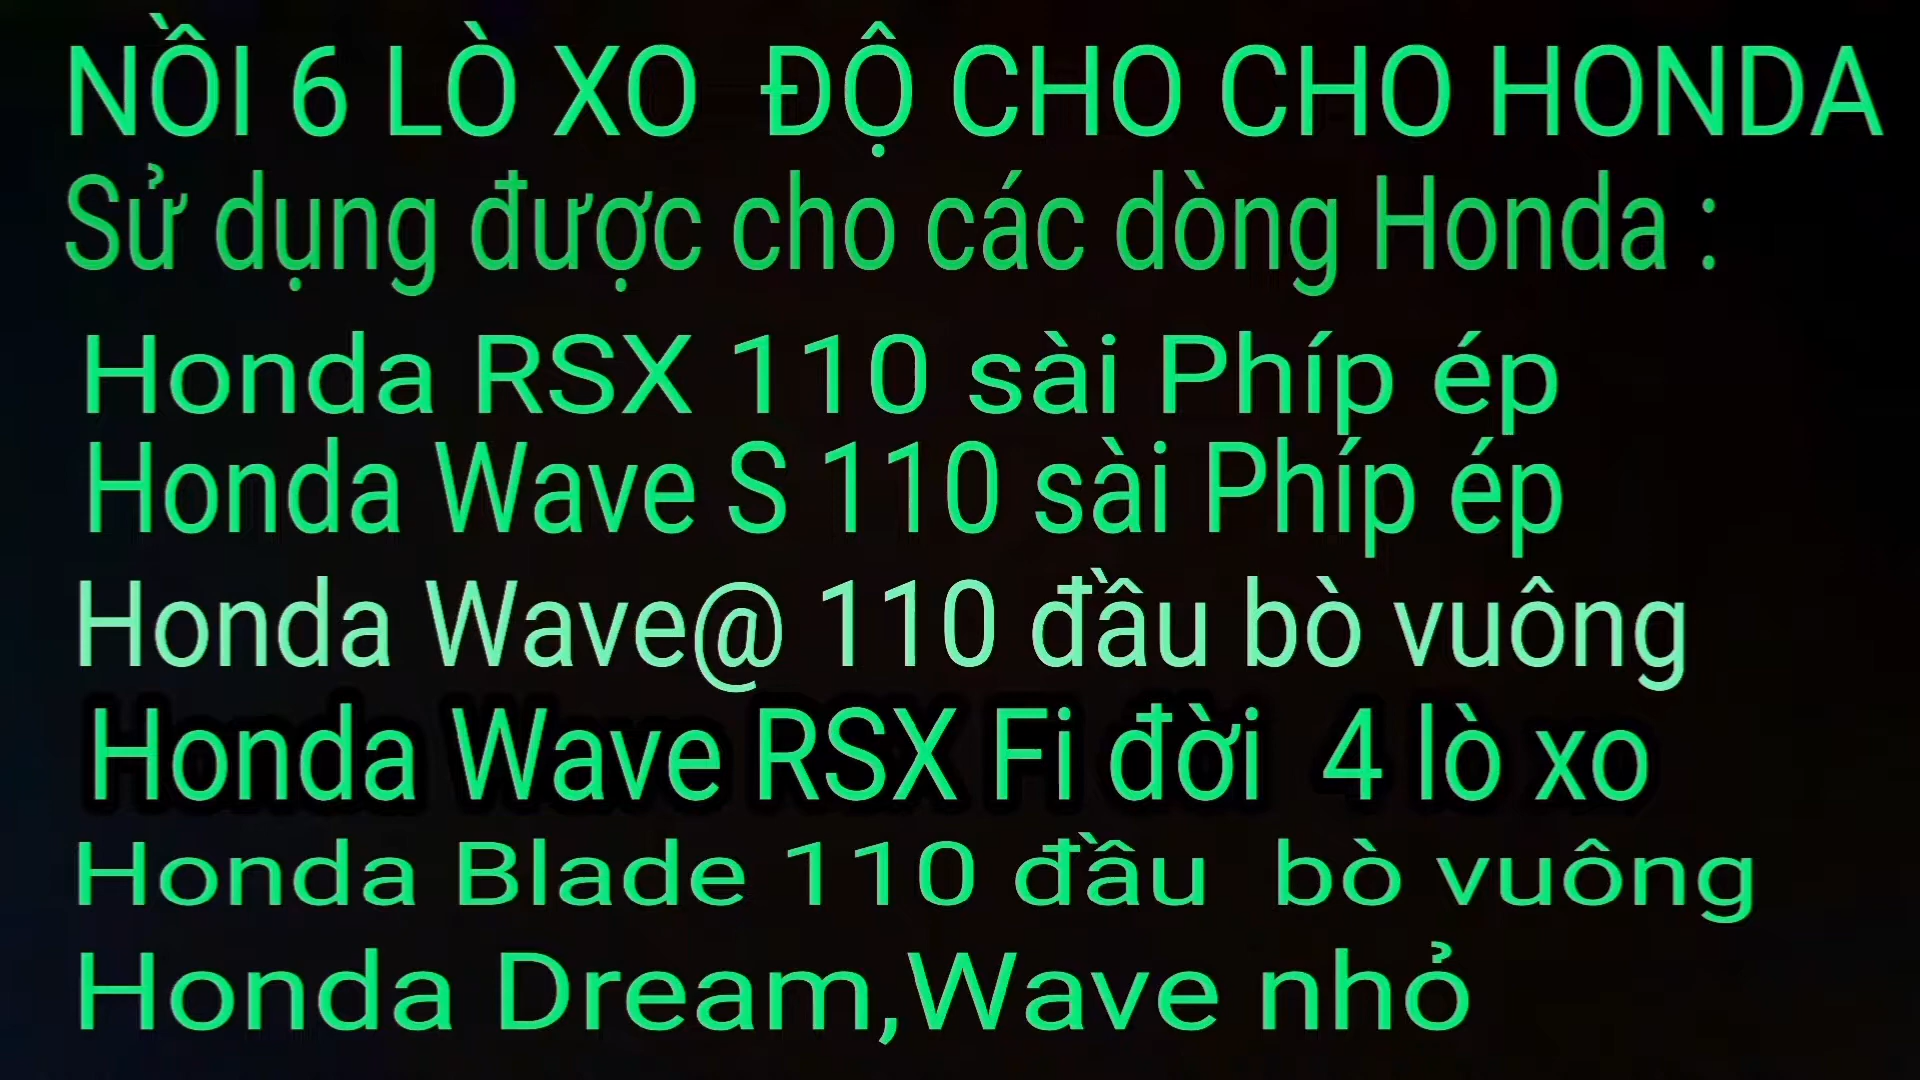 NỒI 6 LÒ XO ĐỘ CHO CHO HONDA
Sử dụng được cho các dòng Honda :
Honda RSX 110 sài Phíp ép
Honda Wave S 110 sài Phíp ép
Honda Wave@ 110 đầu bò vuông
Honda Wave RSX Fi đời 4 lò xo
Honda Blade 110 đầu bò vuông
Honda Dream,Wave nhỏ